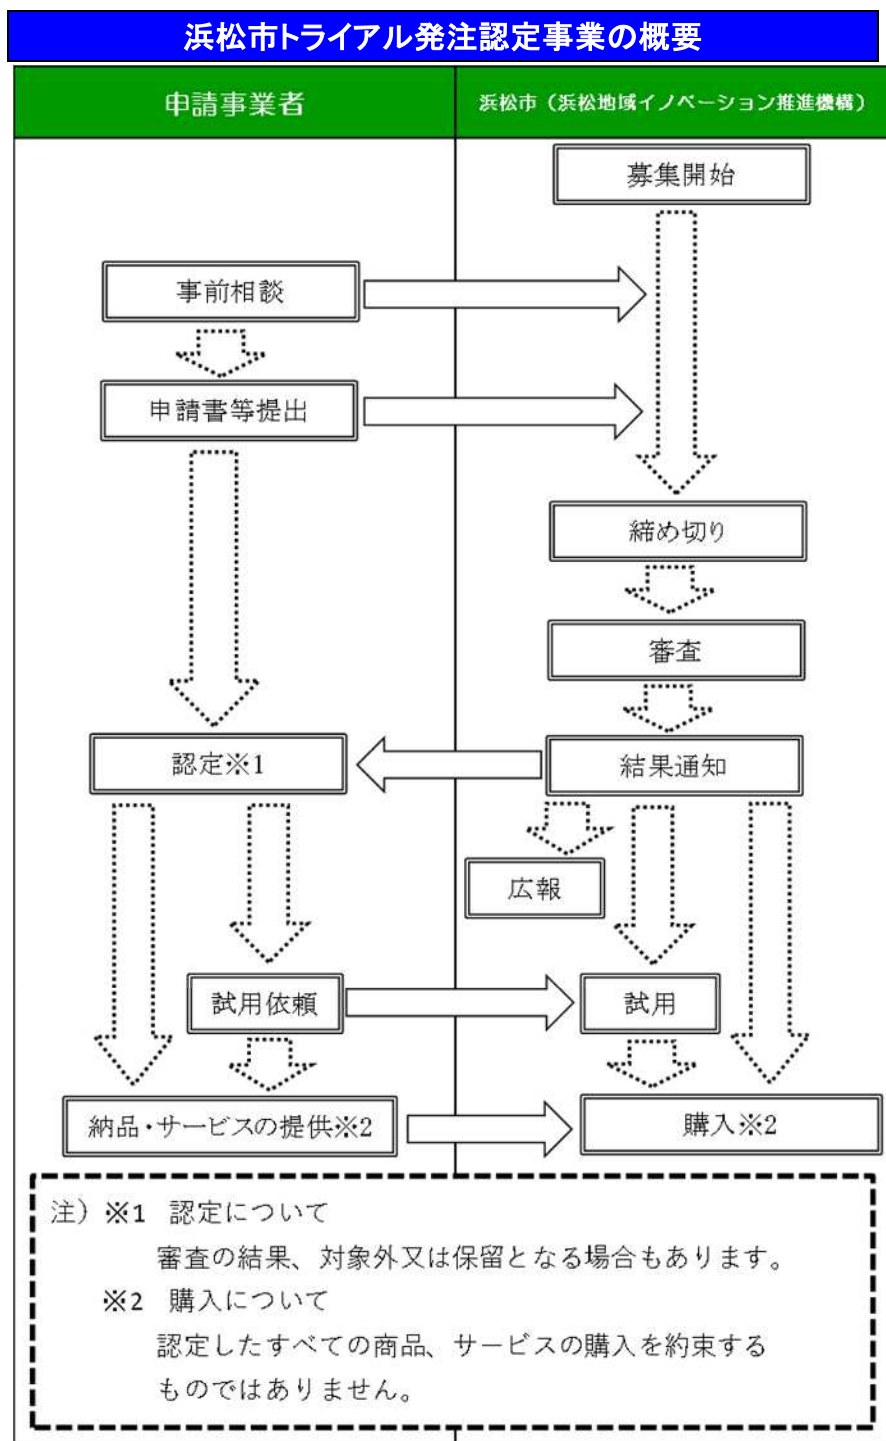 浜松市トライアル発注認定事業の概要
申請事業者
浜松市（浜松地域イノベーション推進機構）
募集開始
事前相談
申請書等提出
締め切り
審査
認定※1
結果通知
広報
試用依頼
試用
納品・サービスの提供※2
購入※2
注）※1　認定について
審査の結果、対象外又は保留となる場合もあります。
※2　購入について
認定したすべての商品、サービスの購入を約束する
ものではありません。